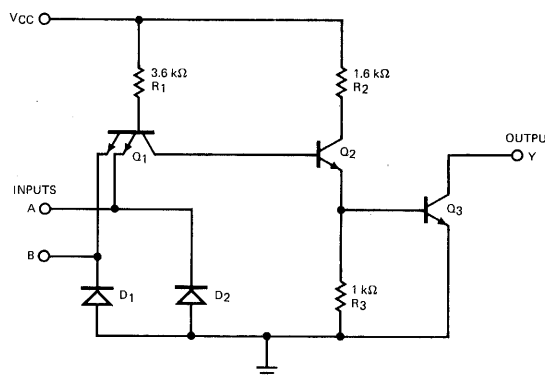 VCC
3.6 kΩ
R1
1.6 kΩ
R2
Q1
Q2
OUTPU
Y
INPUTS
A
Q3
B
D1
D2
1 kΩ
R3